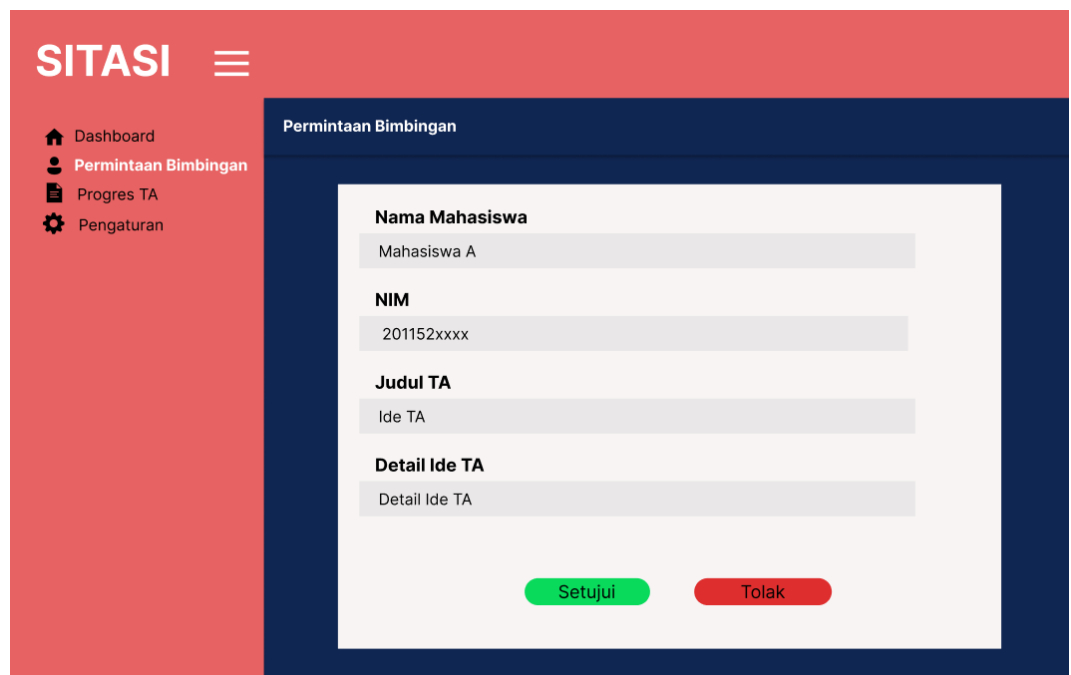 SITASI
Dashboard
Permintaan Bimbingan
Progres TA
Pengaturan
Permintaan Bimbingan
Nama Mahasiswa
Mahasiswa A
NIM
201152xxxx
Judul TA
Ide TA
Detail Ide TA
Detail Ide TA
Setujui
Tolak